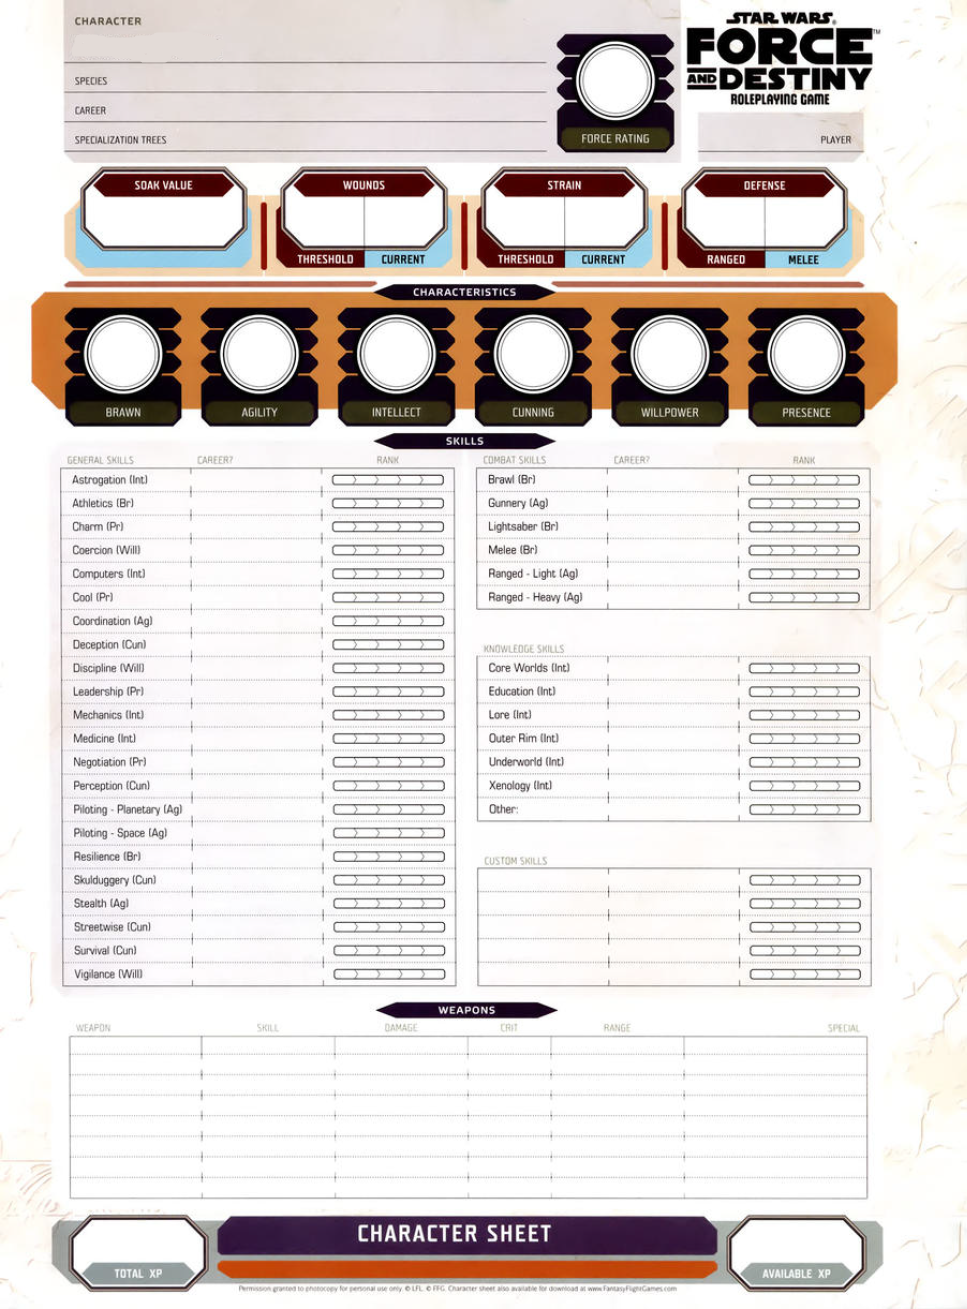 CHARACTER
STAR WARS®
FORCE™
AND DESTINY
ROLEPLAYING GAME
SPECIES
CAREER
SPECIALIZATION TREES
FORCE RATING
PLAYER
SOAK VALUE
WOUNDS
STRAIN
DEFENSE
THRESHOLD CURRENT
THRESHOLD CURRENT
RANGED MELEE
CHARACTERISTICS
BRAWN
AGILITY
INTELLECT
CUNNING
WILLPOWER
PRESENCE
SKILLS
GENERAL SKILLS CAREER? RANK
Astrogation (Int)
Athletics (Br)
Charm (Pr)
Coercion (Will)
Computers (Int)
Cool (Pr)
Coordination (Ag)
Deception (Cun)
Discipline (Will)
Leadership (Pr)
Mechanics (Int)
Medicine (Int)
Negotiation (Pr)
Perception (Cun)
Piloting - Planetary (Ag)
Piloting - Space (Ag)
Resilience (Br)
Skulduggery (Cun)
Stealth (Ag)
Streetwise (Cun)
Survival (Cun)
Vigilance (Will)
COMBAT SKILLS CAREER? RANK
Brawl (Br)
Gunnery (Ag)
Lightsaber (Br)
Melee (Br)
Ranged - Light (Ag)
Ranged - Heavy (Ag)
KNOWLEDGE SKILLS
Core Worlds (Int)
Education (Int)
Lore (Int)
Outer Rim (Int)
Underworld (Int)
Xenology (Int)
Other:
CUSTOM SKILLS
WEAPONS
WEAPON SKILL DAMAGE CRIT RANGE SPECIAL
TOTAL XP
CHARACTER SHEET
AVAILABLE XP
Permission granted to photocopy for personal use only. © LFL © FFG. Character sheet also available for download at www.FantasyFlightGames.com